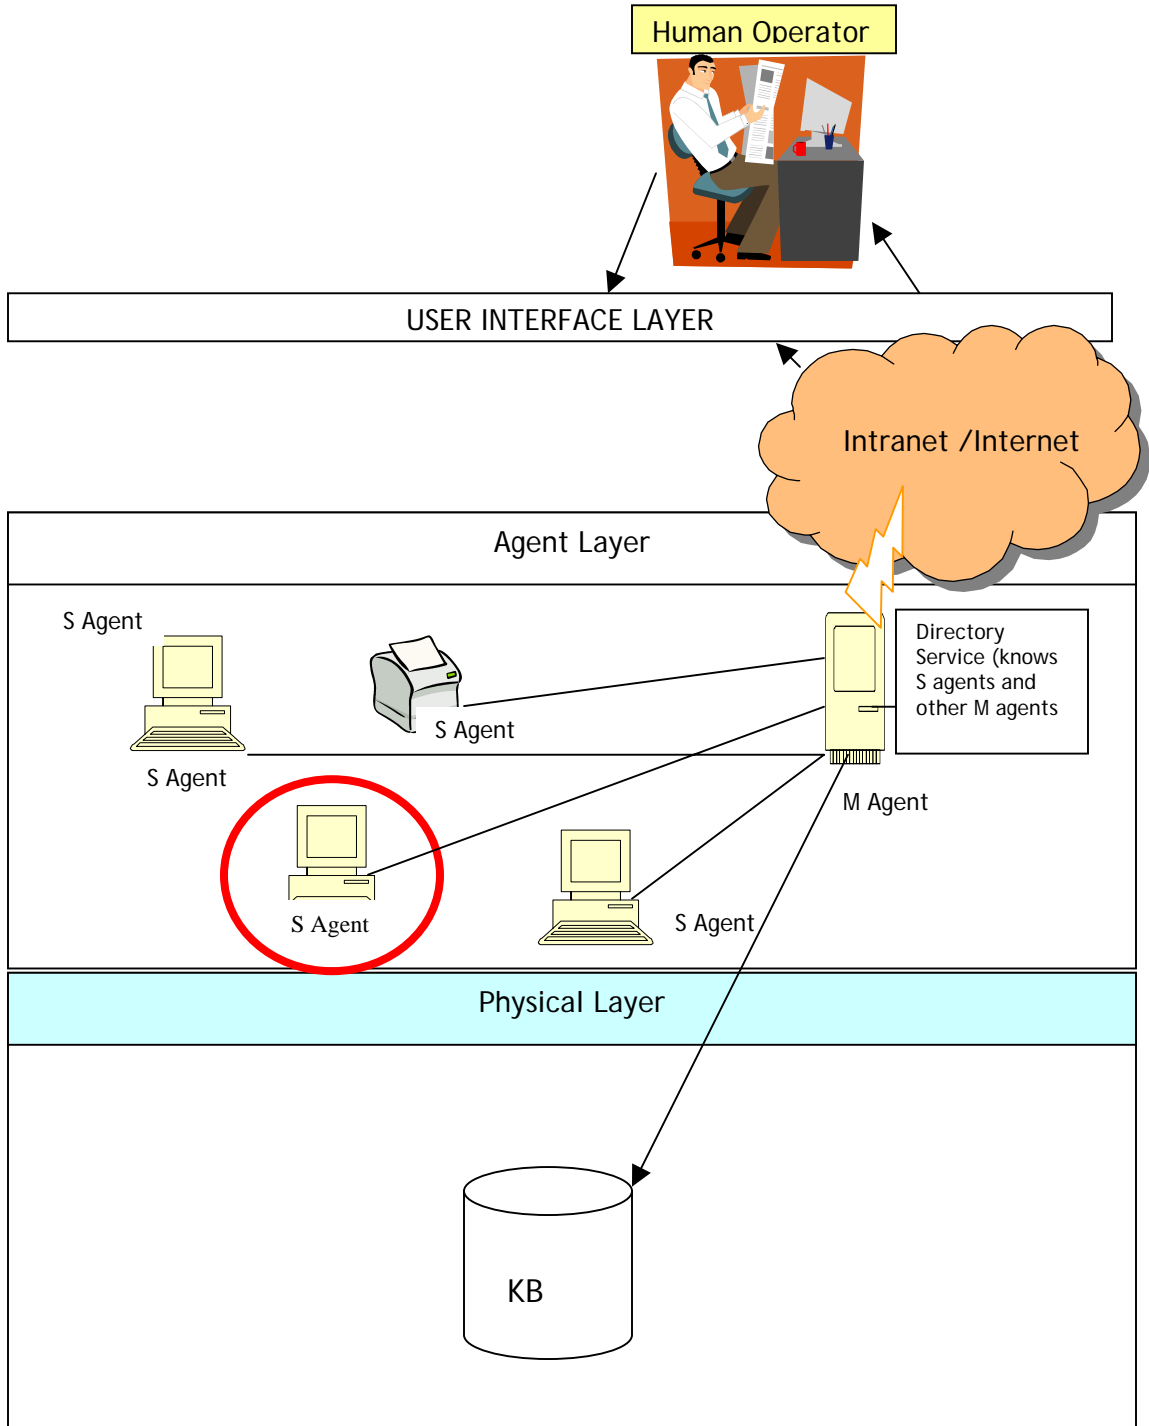 Human Operator
USER INTERFACE LAYER
Intranet /Internet
Agent Layer
S Agent
Directory
Service (knows
S agents and
other M agents
S Agent
S Agent
M Agent
S Agent
S Agent
Physical Layer
KB